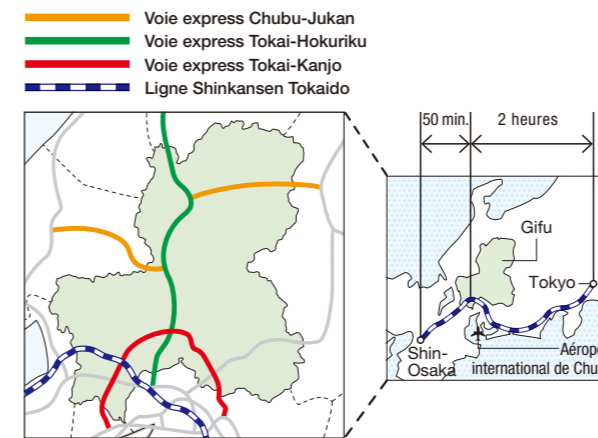 Voie express Chubu-Jukan
Voie express Tokai-Hokuriku
Voie express Tokai-Kanjo
Ligne Shinkansen Tokaido
50 min.
2 heures
Gifu
Tokyo
Shin-
Osaka
Aérop
international de Chu